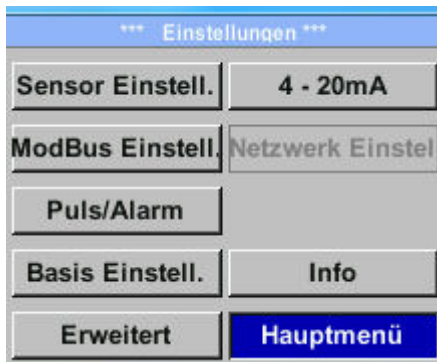 *** Einstellungen ***
Sensor Einstell. 4 - 20mA
ModBus Einstell. Netzwerk Einstel
Puls/Alarm
Basis Einstell. Info
Erweitert Hauptmenü